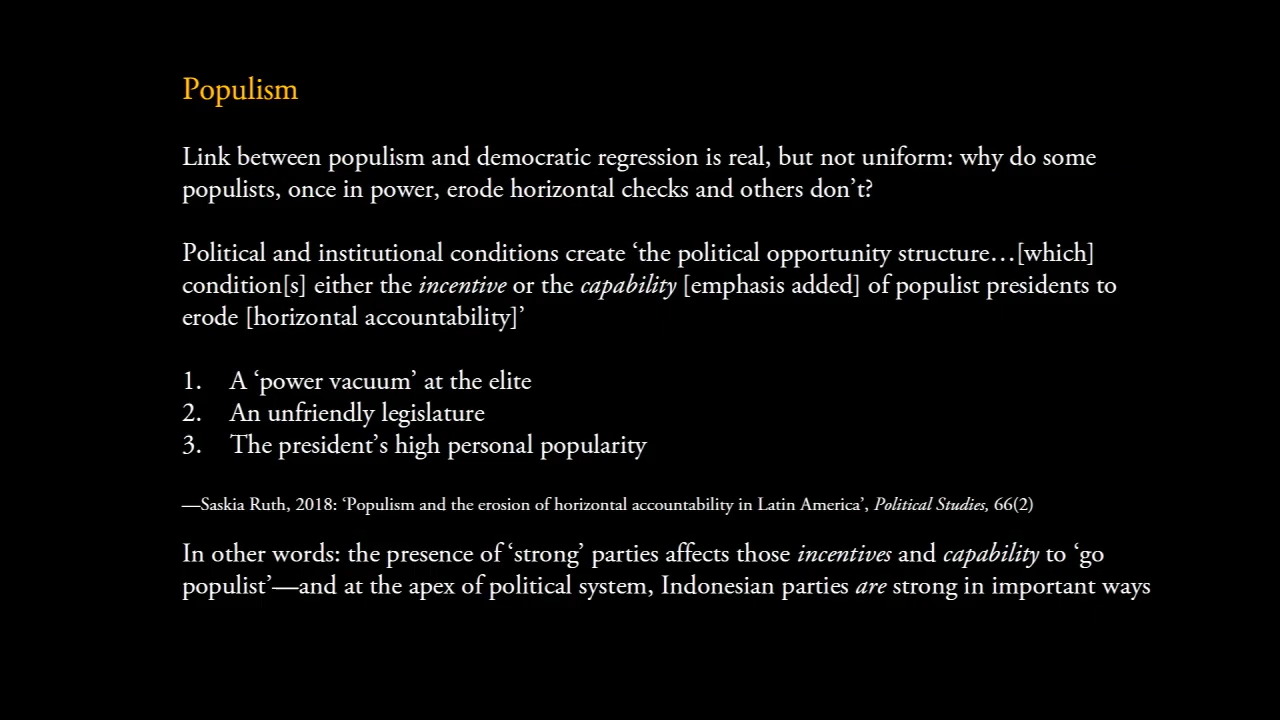 Populism
Link between populism and democratic regression is real, but not uniform: why do some
populists, once in power, erode horizontal checks and others don’t?
Political and institutional conditions create ‘the political opportunity structure…[which]
condition[s] either the incentive or the capability [emphasis added] of populist presidents to
erode [horizontal accountability]’
1. A ‘power vacuum’ at the elite
2. An unfriendly legislature
3. The president’s high personal popularity
—Saskia Ruth, 2018: ‘Populism and the erosion of horizontal accountability in Latin America’, Political Studies, 66(2)
In other words: the presence of ‘strong’ parties affects those incentives and capability to ‘go
populist’—and at the apex of political system, Indonesian parties are strong in important ways